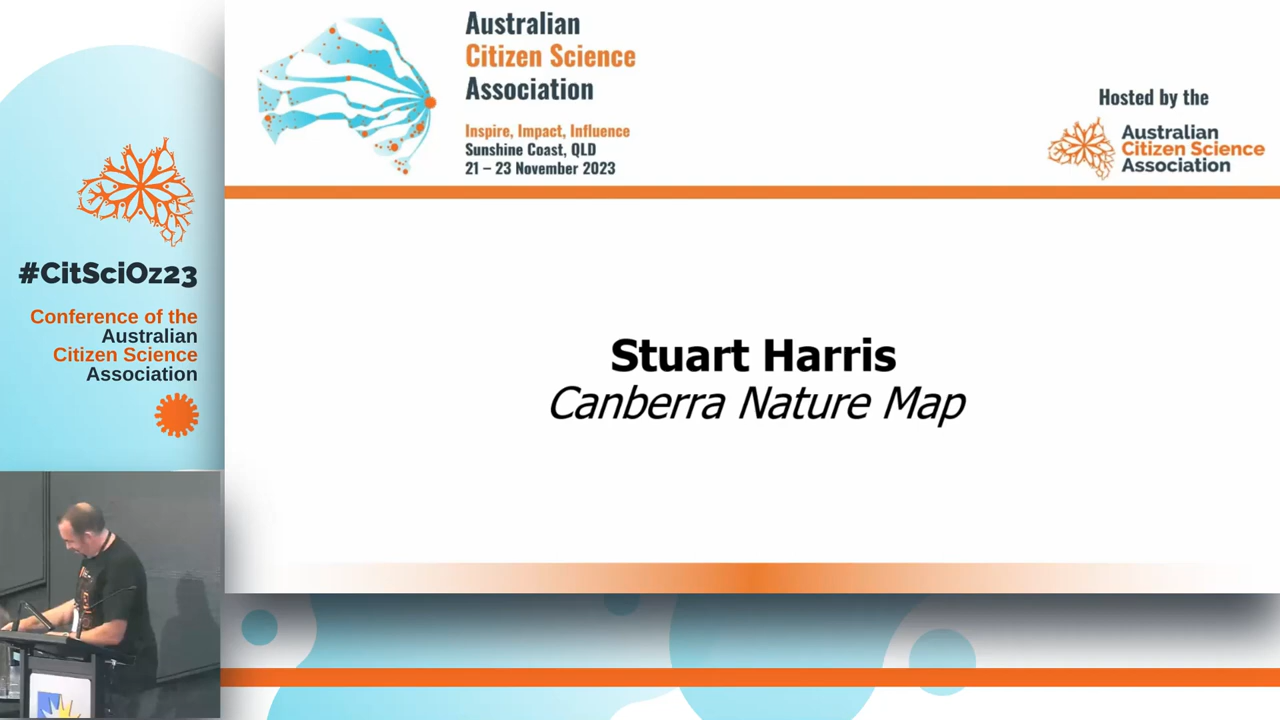 Australian
Citizen Science
Association
Inspire, Impact, Influence
Sunshine Coast, QLD
21 – 23 November 2023
Hosted by the
Australian
Citizen Science
Association
#CitSciOz23
Conference of the
Australian
Citizen Science
Association
Stuart Harris
Canberra Nature Map